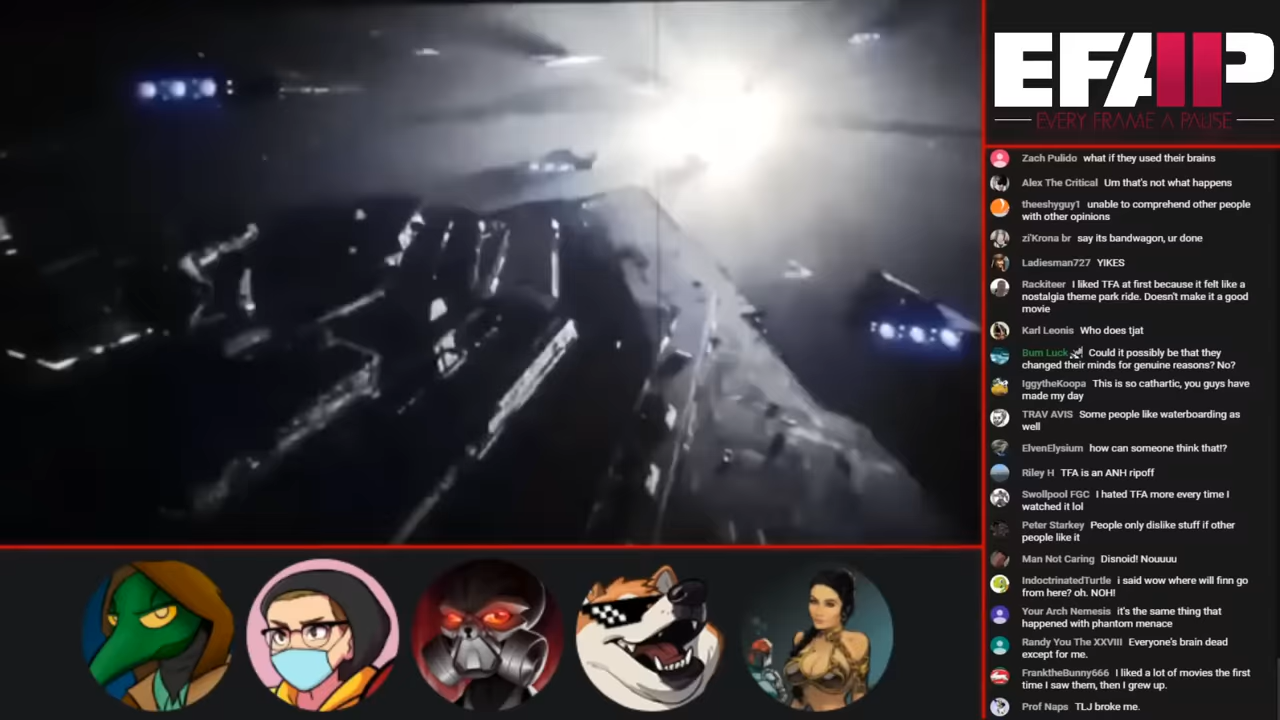 EFAP
EVERY FRAME A PAUSE
Zach Pulido what if they used their brains
Alex The Critical Um that's not what happens
theeshyguy1 unable to comprehend other people
with other opinions
zi'Krona br say its bandwagon, ur done
Ladiesman727 YIKES
Rackiteer I liked TFA at first because it felt like a
nostalgia theme park ride. Doesn't make it a good
movie
Karl Leonis Who does tjat
Bum Luck Could it possibly be that they
changed their minds for genuine reasons? No?
IggytheKoopa This is so cathartic, you guys have
made my day
TRAV AVIS Some people like waterboarding as
well
ElvenElysium how can someone think that!?
Riley H TFA is an ANH ripoff
Swollpool FGC I hated TFA more every time I
watched it lol
Peter Starkey People only dislike stuff if other
people like it
Man Not Caring Disnoid! Nouuuu
IndoctrinatedTurtle i said wow where will finn go
from here? oh. NOH!
Your Arch Nemesis it's the same thing that
happened with phantom menace
Randy You The XXVIII Everyone's brain dead
except for me.
FranktheBunny666 I liked a lot of movies the first
time I saw them, then I grew up.
Prof Naps TLJ broke me.